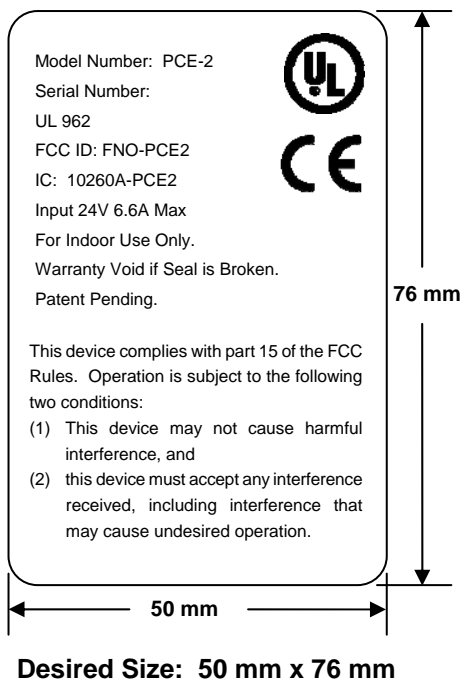 Model Number: PCE-2
Serial Number:
UL 962
FCC ID: FNO-PCE2
IC: 10260A-PCE2
Input 24V 6.6A Max
For Indoor Use Only.
Warranty Void if Seal is Broken.
Patent Pending.
UL
CE
This device complies with part 15 of the FCC
Rules. Operation is subject to the following
two conditions:
(1) This device may not cause harmful
interference, and
(2) this device must accept any interference
received, including interference that
may cause undesired operation.
76 mm
50 mm
Desired Size: 50 mm x 76 mm